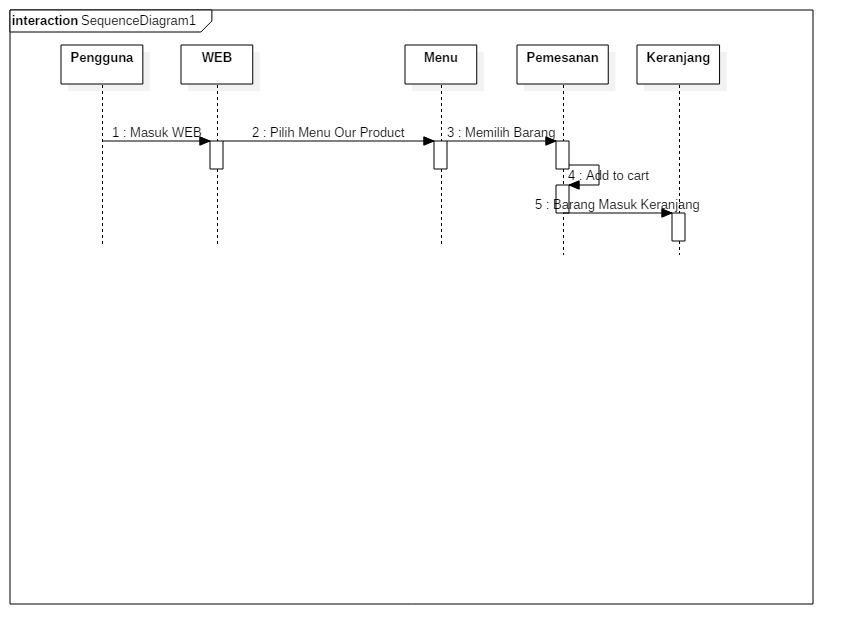 interaction SequenceDiagram1
Pengguna
WEB
Menu
Pemesanan
Keranjang
1 : Masuk WEB
2 : Pilih Menu Our Product
3 : Memilih Barang
4 : Add to cart
5 : Barang Masuk Keranjang